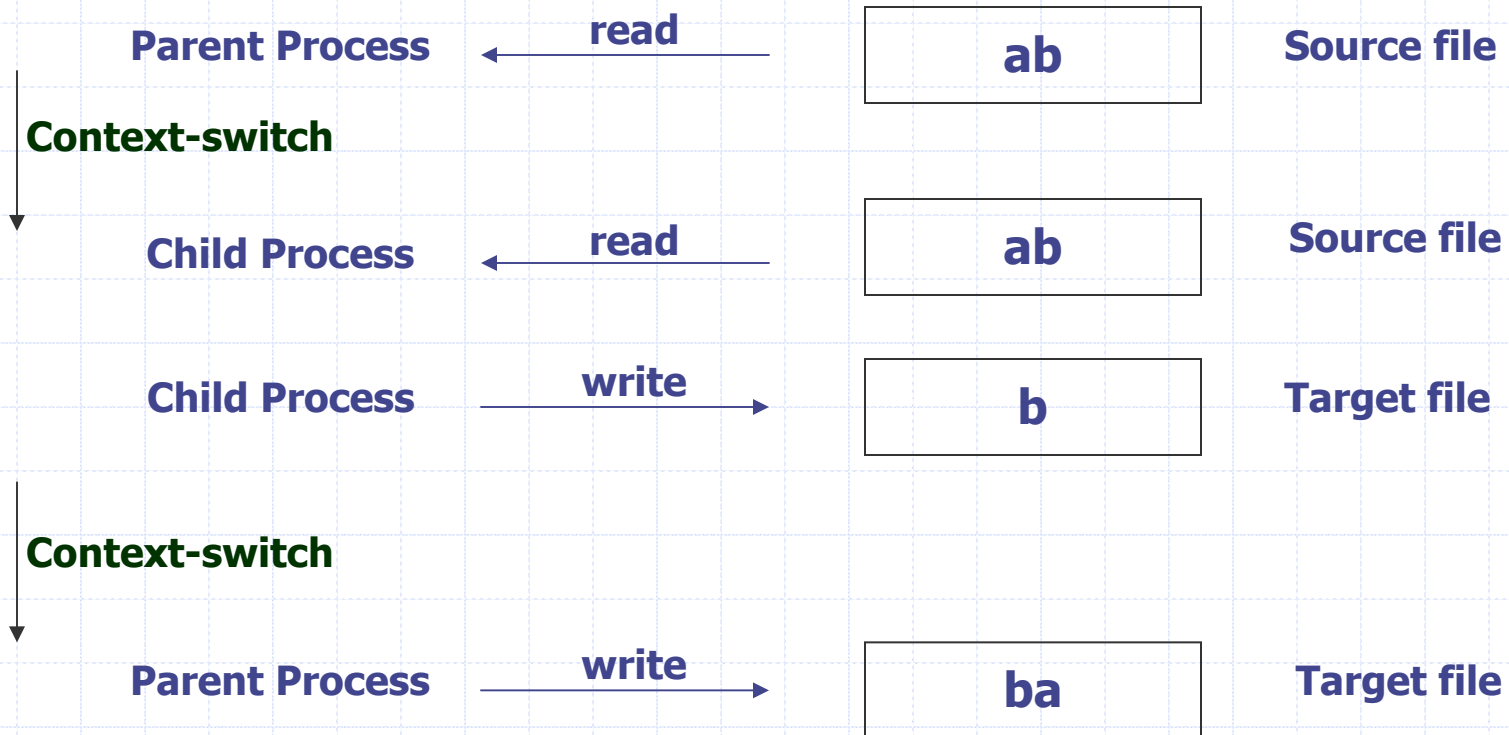 Parent Process read ab Source file
Context-switch
Child Process read ab Source file
Child Process write b Target file
Context-switch
Parent Process write ba Target file